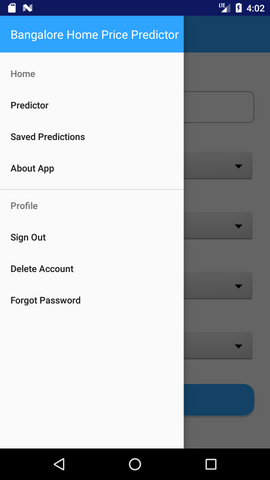 LTE 4:02
Bangalore Home Price Predictor
Home
Predictor
Saved Predictions
About App
Profile
Sign Out
Delete Account
Forgot Password